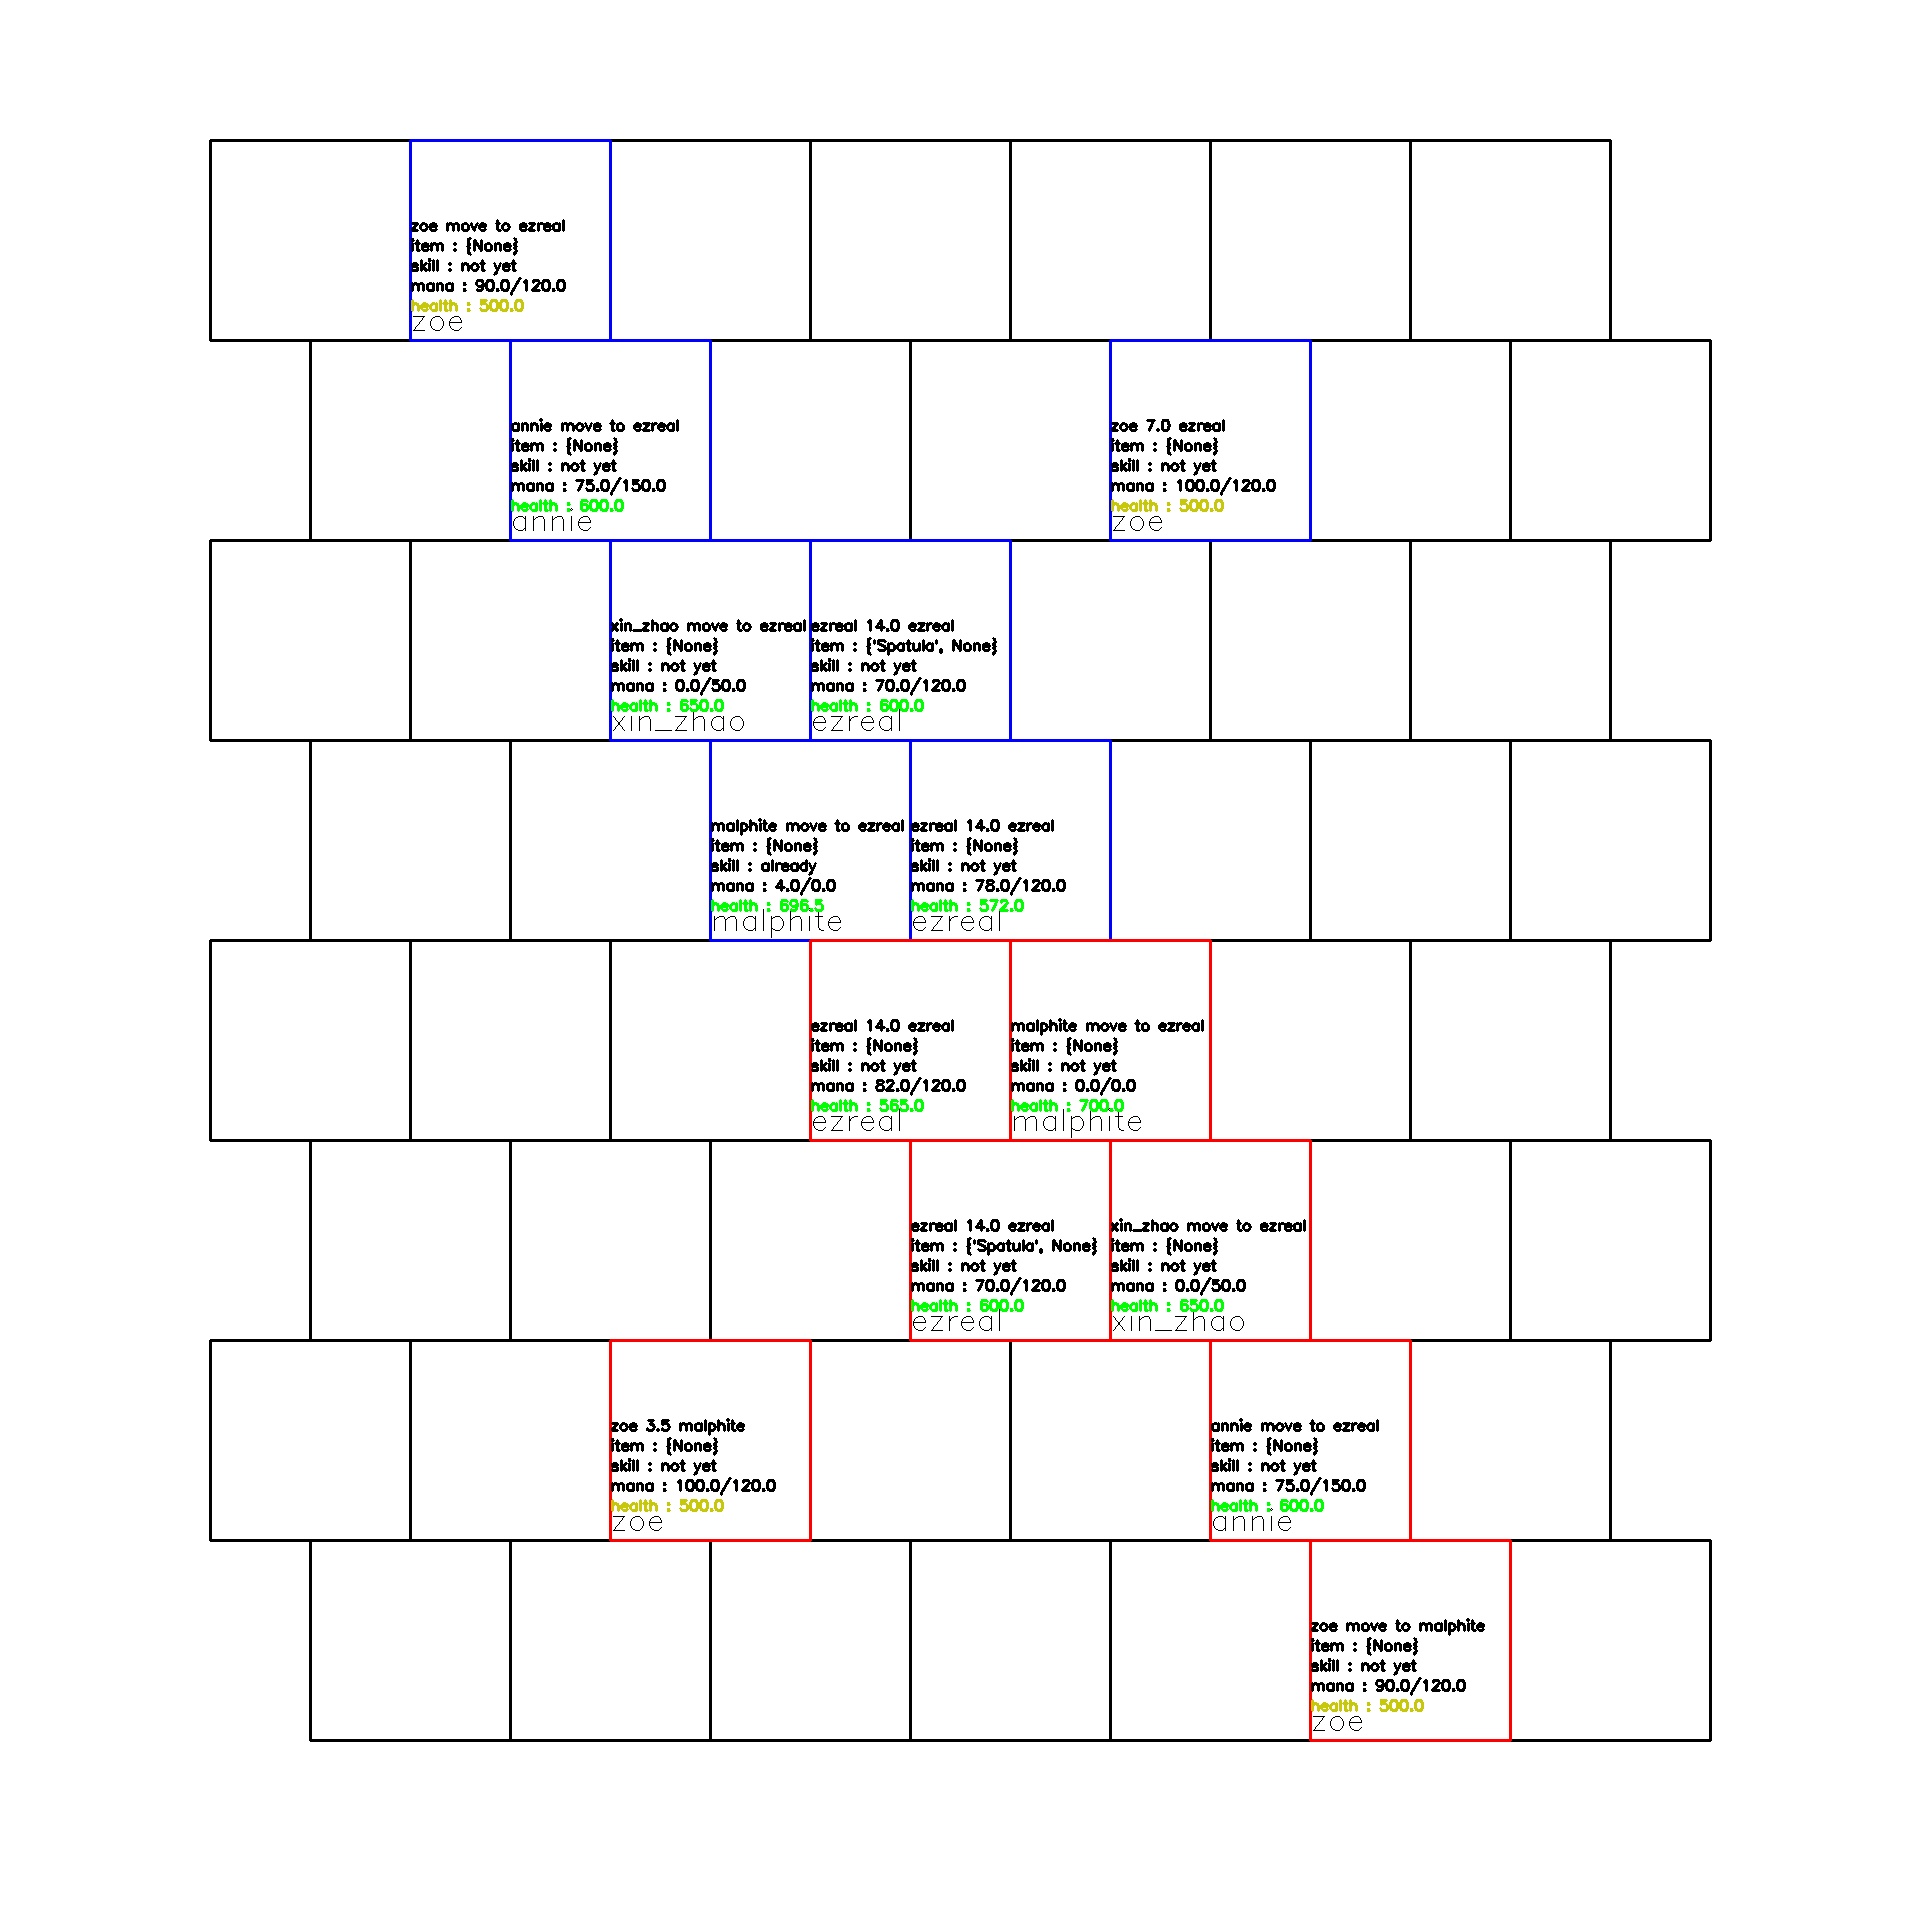 zoe move to ezreal
item : {None}
skill : not yet
mana : 90.0/120.0
health : 500.0
zoe
annie move to ezreal
item : {None}
skill : not yet
mana : 75.0/150.0
health : 600.0
annie
zoe 7.0 ezreal
item : {None}
skill : not yet
mana : 100.0/120.0
health : 500.0
zoe
xin_zhao move to ezreal
item : {None}
skill : not yet
mana : 0.0/50.0
health : 650.0
xin_zhao
ezreal 14.0 ezreal
item : {'Spatula', None}
skill : not yet
mana : 70.0/120.0
health : 600.0
ezreal
malphite move to ezreal
item : {None}
skill : already
mana : 4.0/0.0
health : 696.5
malphite
ezreal 14.0 ezreal
item : {None}
skill : not yet
mana : 78.0/120.0
health : 572.0
ezreal
ezreal 14.0 ezreal
item : {None}
skill : not yet
mana : 82.0/120.0
health : 565.0
ezreal
malphite move to ezreal
item : {None}
skill : not yet
mana : 0.0/0.0
health : 700.0
malphite
ezreal 14.0 ezreal
item : {'Spatula', None}
skill : not yet
mana : 70.0/120.0
health : 600.0
ezreal
xin_zhao move to ezreal
item : {None}
skill : not yet
mana : 0.0/50.0
health : 650.0
xin_zhao
zoe 3.5 malphite
item : {None}
skill : not yet
mana : 100.0/120.0
health : 500.0
zoe
annie move to ezreal
item : {None}
skill : not yet
mana : 75.0/150.0
health : 600.0
annie
zoe move to malphite
item : {None}
skill : not yet
mana : 90.0/120.0
health : 500.0
zoe